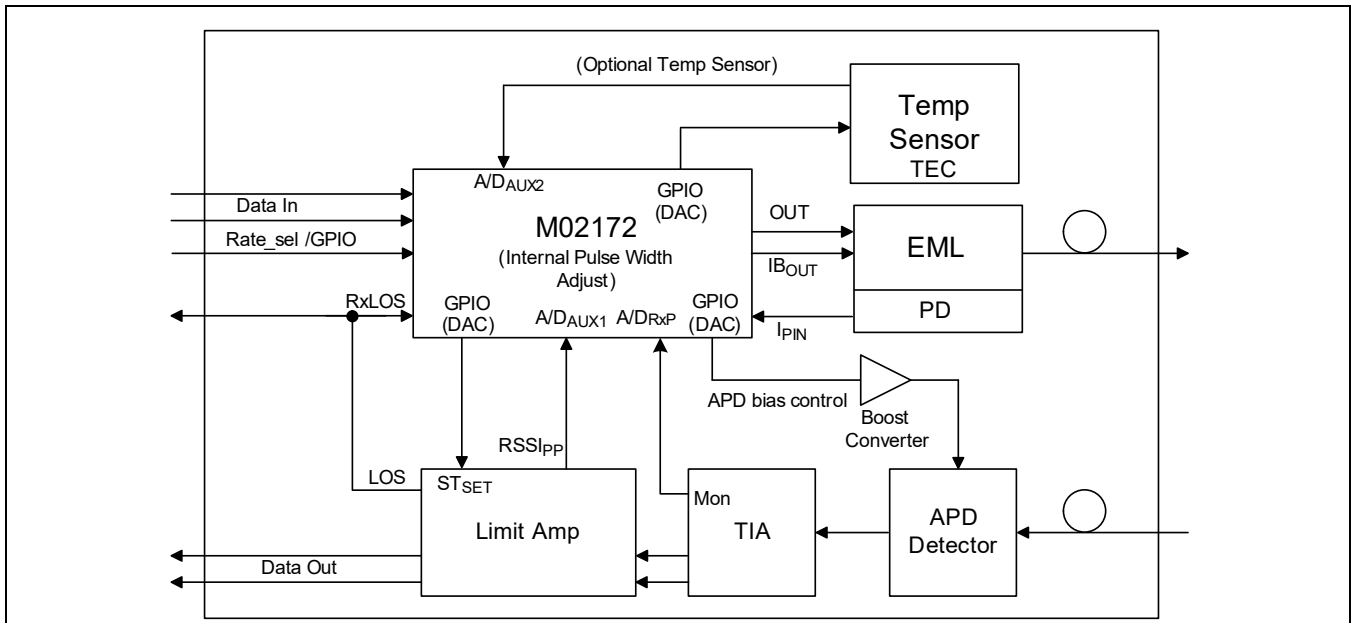 (Optional Temp Sensor)
Temp
Sensor
TEC
A/DAUX2
GPIO
(DAC)
Data In
M02172
(Internal Pulse Width
Adjust)
OUT
EML
Rate_sel /GPIO
IBOUT
RxLOS
GPIO
(DAC)
A/DAUX1
A/DRxP
GPIO
(DAC)
IPIN
PD
APD bias control
Boost
Converter
RSSIPP
LOS
STSET
Limit Amp
Mon
TIA
APD
Detector
Data Out